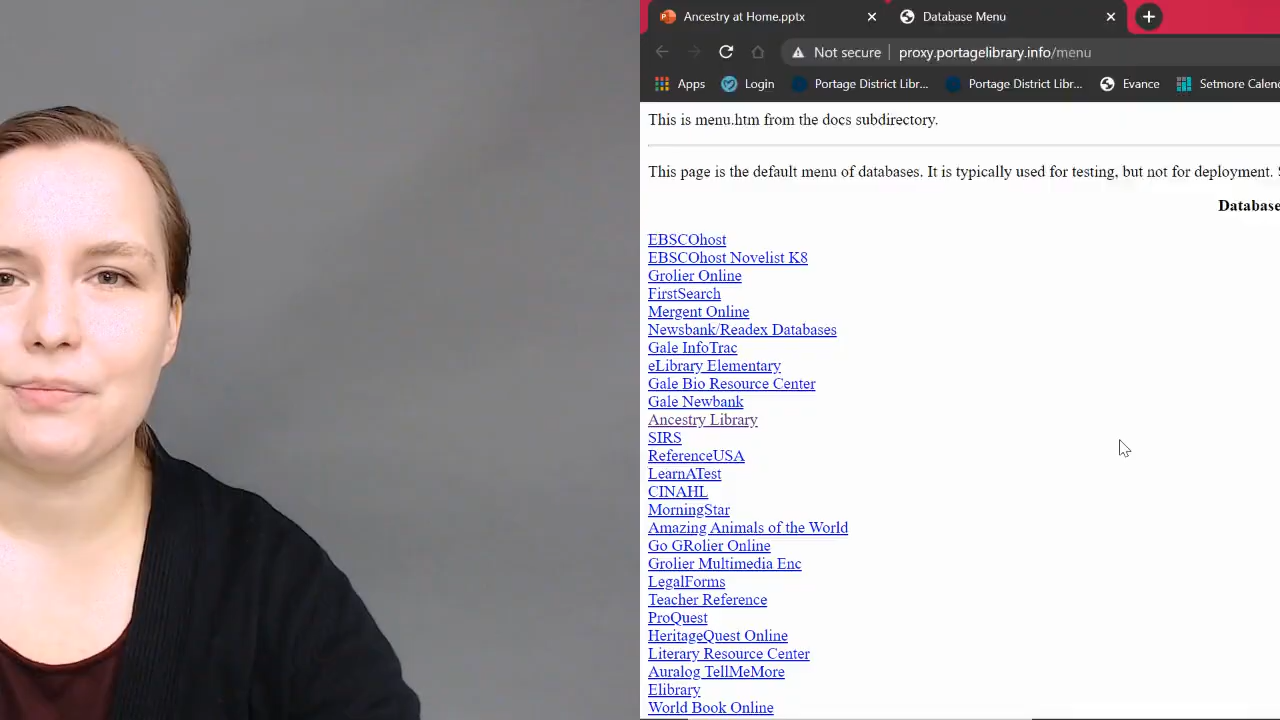 Ancestry at Home.pptx
Database Menu
Not secure
proxy.portagelibrary.info/menu
Apps
Login
Portage District Libr...
Portage District Libr...
Evance
Setmore Calen
This is menu.htm from the docs subdirectory.
This page is the default menu of databases. It is typically used for testing, but not for deployment.
Database
EBSCOhost
EBSCOhost Novelist K8
Grolier Online
FirstSearch
Mergent Online
Newsbank/Readex Databases
Gale InfoTrac
eLibrary Elementary
Gale Bio Resource Center
Gale Newbank
Ancestry Library
SIRS
ReferenceUSA
LearnATest
CINAHL
MorningStar
Amazing Animals of the World
Go GRolier Online
Grolier Multimedia Enc
LegalForms
Teacher Reference
ProQuest
HeritageQuest Online
Literary Resource Center
Auralog TellMeMore
Elibrary
World Book Online